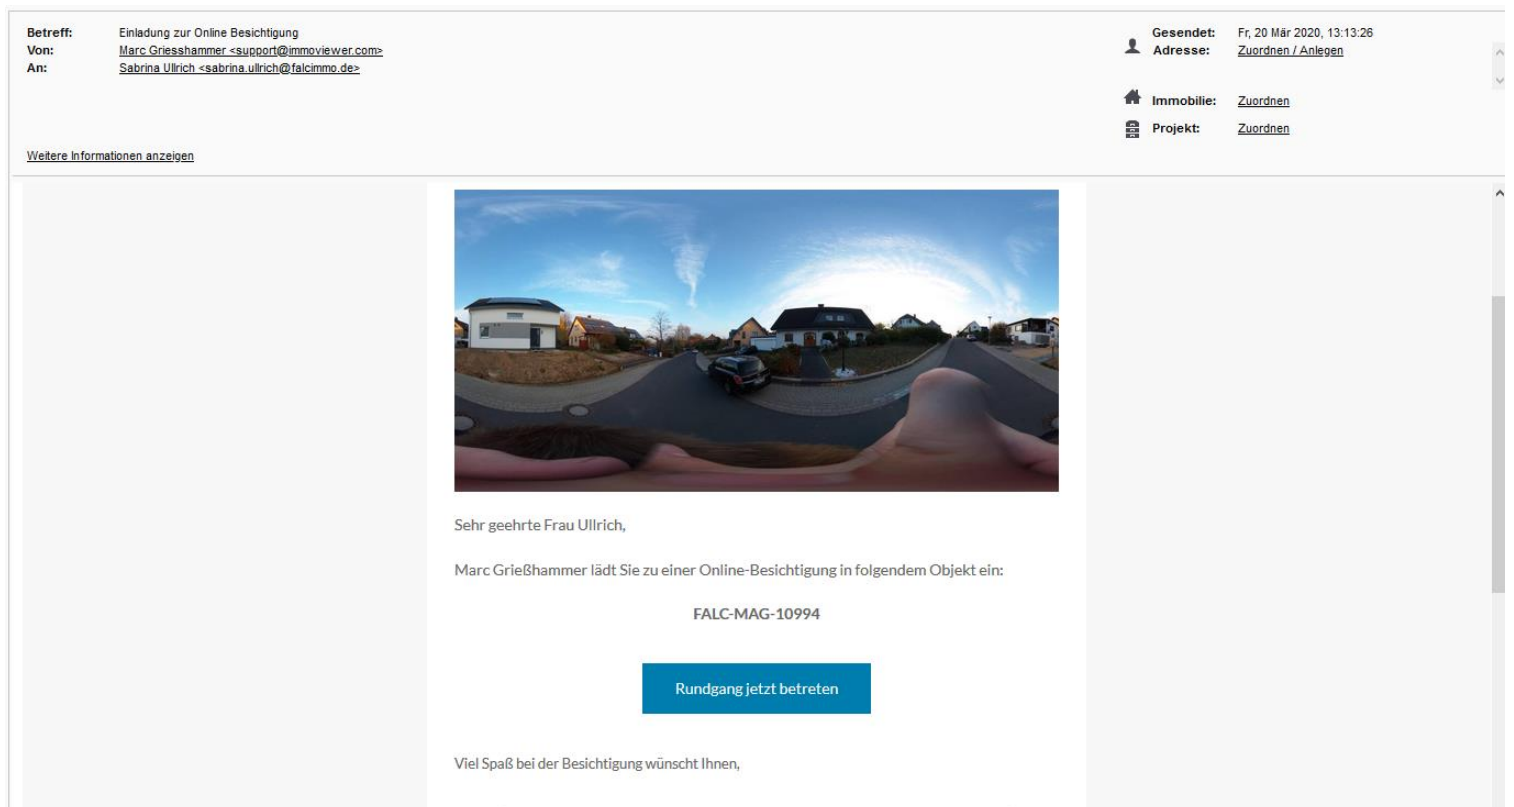 Betreff: Einladung zur Online Besichtigung
Von: Marc Griesshammer <support@immoviewer.com>
An: Sabrina Ullrich <sabrina.ullrich@falcimmo.de>
Gesendet: Fr, 20 Mär 2020, 13:13:26
Adresse: Zuordnen / Anlegen
Immobilie: Zuordnen
Projekt: Zuordnen
Weitere Informationen anzeigen
Sehr geehrte Frau Ullrich,
Marc Grießhammer lädt Sie zu einer Online-Besichtigung in folgendem Objekt ein:
FALC-MAG-10994
Rundgang jetzt betreten
Viel Spaß bei der Besichtigung wünscht Ihnen,